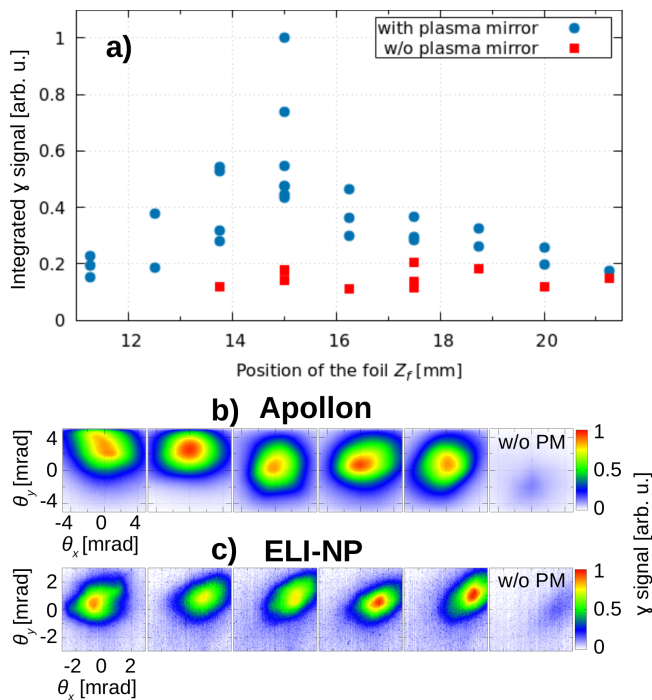 a)
with plasma mirror
w/o plasma mirror
Integrated γ signal [arb. u.]
1
0.8
0.6
0.4
0.2
0
12 14 16 18 20
Position of the foil Z_f [mm]
b) Apollon
θ_y [mrad]
4
0
-4
w/o PM
1
0.5
0
-4 0 4
θ_x [mrad]
γ signal [arb. u.]
c) ELI-NP
θ_y [mrad]
2
0
-2
w/o PM
1
0.5
0
-2 0 2
θ_x [mrad]